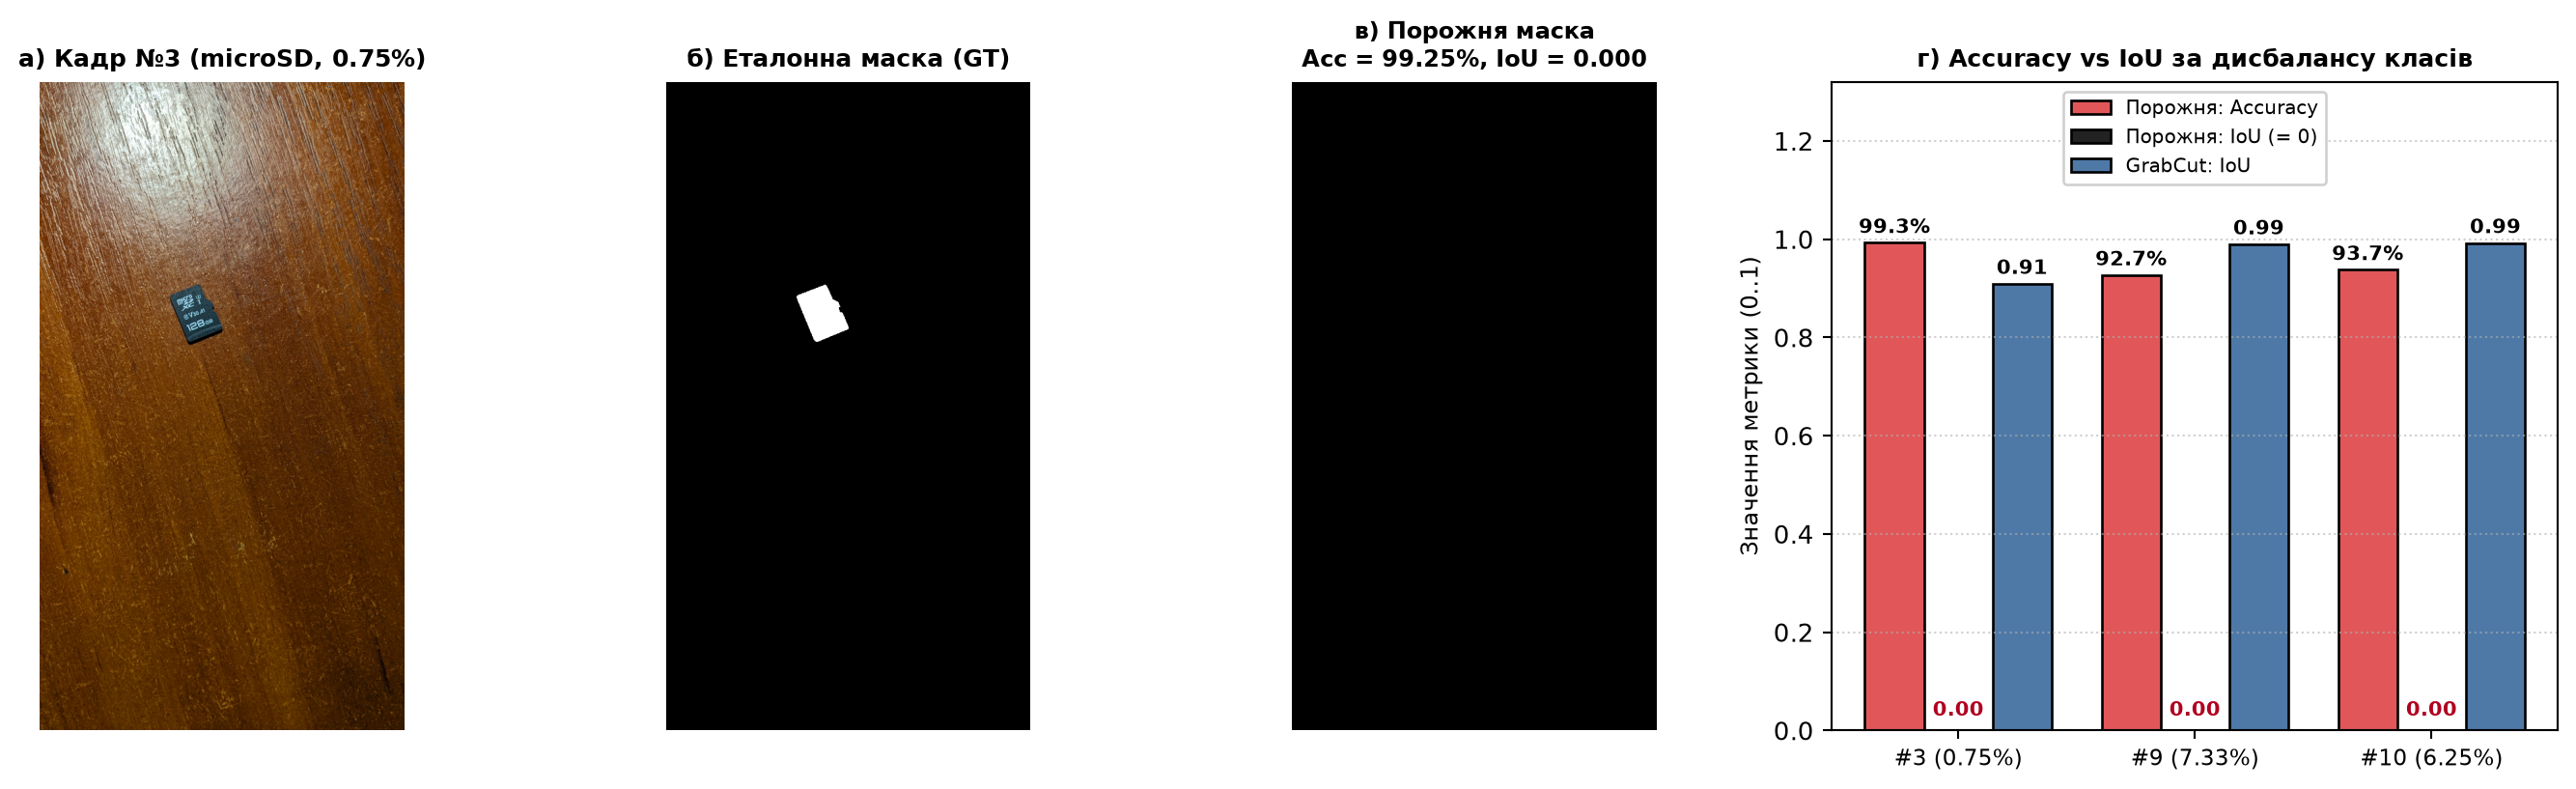 а) Кадр №3 (microSD, 0.75%)
128
б) Еталонна маска (GT)
в) Порожня маска
Acc = 99.25%, IoU = 0.000
г) Accuracy vs IoU за дисбалансу класів
Порожня: Accuracy
Порожня: IoU (= 0)
GrabCut: IoU
Значення метрики (0..1)
1.2
1.0
0.8
0.6
0.4
0.2
0.0
99.3%
0.00
0.91
92.7%
0.00
0.99
93.7%
0.00
0.99
#3 (0.75%)
#9 (7.33%)
#10 (6.25%)